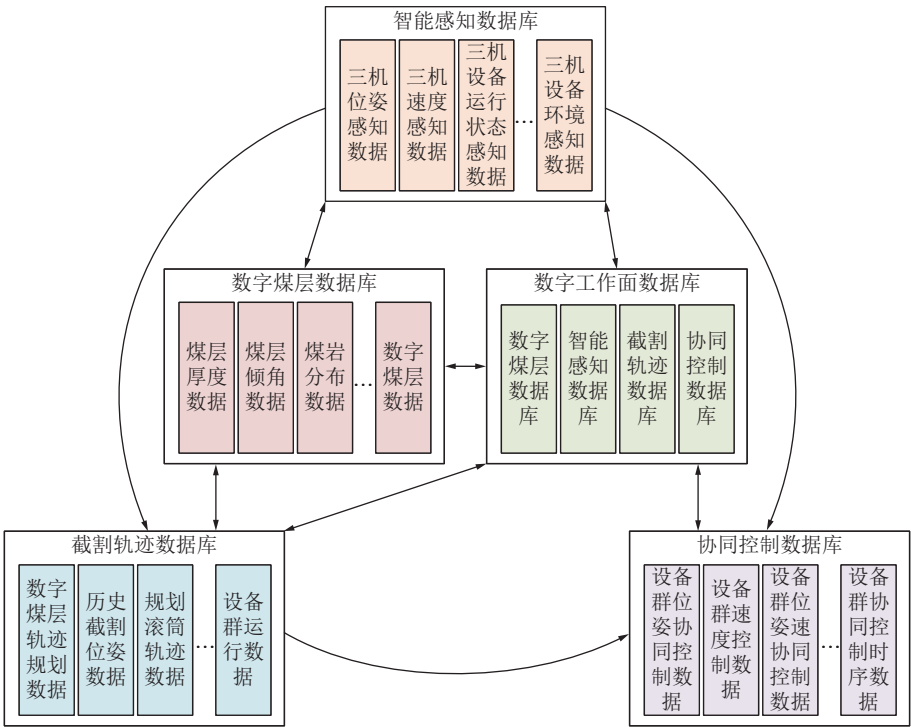 智能感知数据库
三机
位姿
感知
数据
三机
速度
感知
数据
三机
设备
运行
状态
感知
数据
…
三机
设备
环境
感知
数据
数字煤层数据库
煤层
厚度
数据
煤层
倾角
数据
煤岩
分布
数据
…
数字
煤层
数据
数字工作面数据库
数字
煤层
数据
库
智能
感知
数据
库
截割
轨迹
数据
库
协同
控制
数据
库
截割轨迹数据库
数字
煤层
轨迹
规划
数据
历史
截割
位姿
数据
规划
滚筒
轨迹
数据
…
设备
群运
行数
据
协同控制数据库
设备
群位
姿协
同控
制数
据
设备
群速
度控
制数
据
设备
群位
姿速
协同
控制
数据
…
设备
群协
同控
制时
序数
据